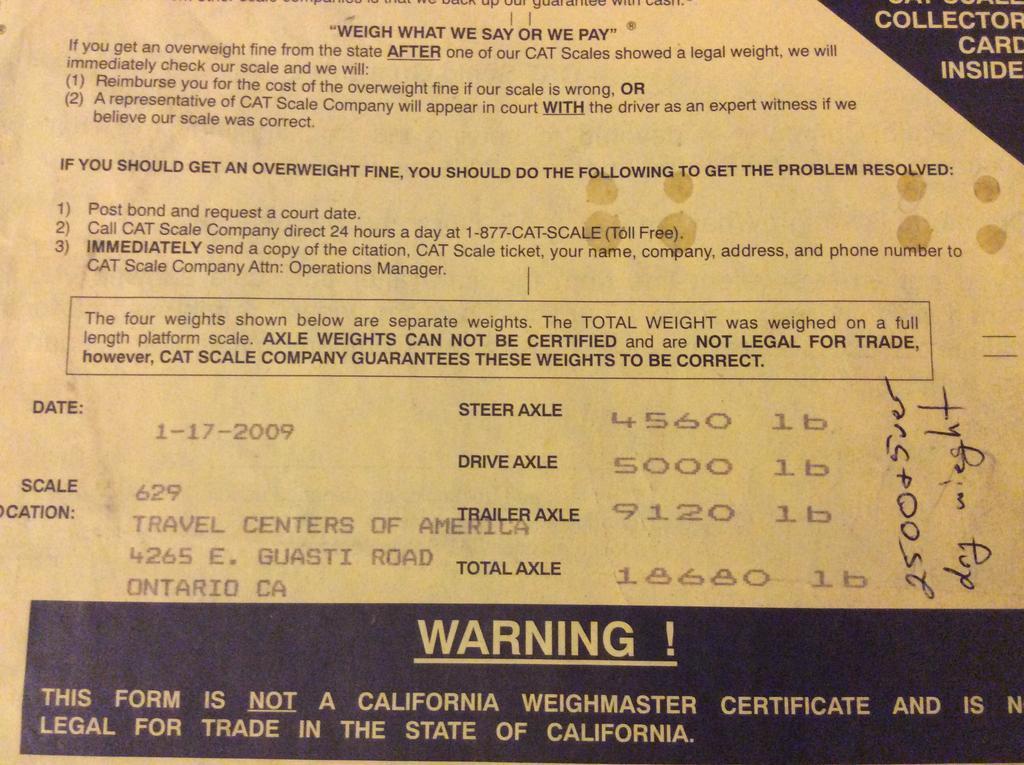 our guarantee with cash."
"WEIGH WHAT WE SAY OR WE PAY" ®
If you get an overweight fine from the state AFTER one of our CAT Scales showed a legal weight, we will
immediately check our scale and we will:
(1) Reimburse you for the cost of the overweight fine if our scale is wrong, OR
(2) A representative of CAT Scale Company will appear in court WITH the driver as an expert witness if we
believe our scale was correct.
CAT SCALE
COLLECTOR
CARD
INSIDE
IF YOU SHOULD GET AN OVERWEIGHT FINE, YOU SHOULD DO THE FOLLOWING TO GET THE PROBLEM RESOLVED:
1) Post bond and request a court date.
2) Call CAT Scale Company direct 24 hours a day at 1-877-CAT-SCALE (Toll Free).
3) IMMEDIATELY send a copy of the citation, CAT Scale ticket, your name, company, address, and phone number to
CAT Scale Company Attn: Operations Manager.
The four weights shown below are separate weights. The TOTAL WEIGHT was weighed on a full
length platform scale. AXLE WEIGHTS CAN NOT BE CERTIFIED and are NOT LEGAL FOR TRADE,
however, CAT SCALE COMPANY GUARANTEES THESE WEIGHTS TO BE CORRECT.
DATE:
1-17-2009
SCALE
OCATION:
629
TRAVEL CENTERS OF AMERICA
4265 E. GUASTI ROAD
ONTARIO CA
STEER AXLE 4560 lb
DRIVE AXLE 5000 lb
TRAILER AXLE 9120 lb
TOTAL AXLE 18680 lb
2500# over
dry wieght
WARNING !
THIS FORM IS NOT A CALIFORNIA WEIGHMASTER CERTIFICATE AND IS N
LEGAL FOR TRADE IN THE STATE OF CALIFORNIA.